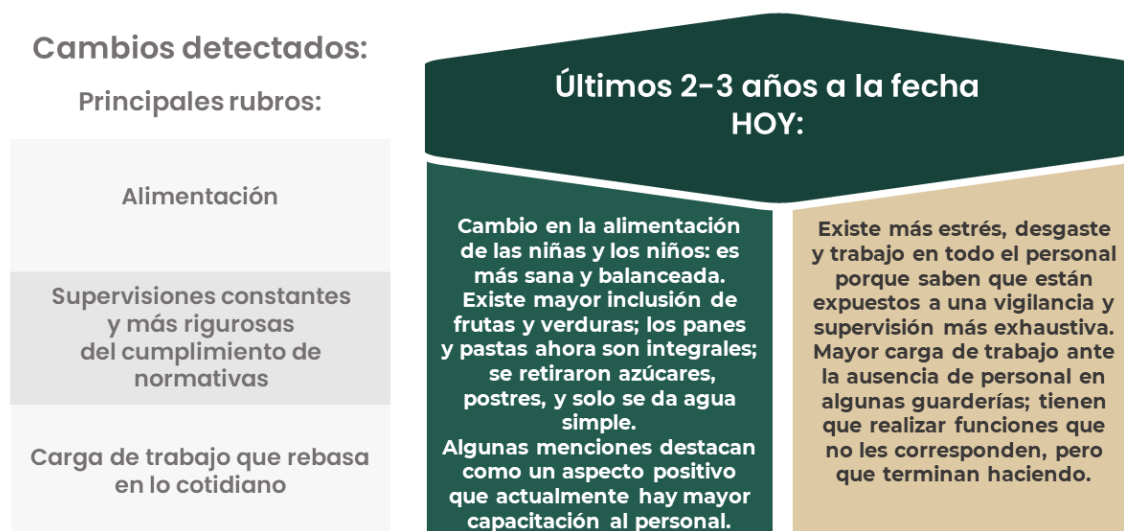 Cambios detectados:
Principales rubros:
Alimentación
Supervisiones constantes
y más rigurosas
del cumplimiento de
normativas
Carga de trabajo que rebasa
en lo cotidiano
Últimos 2-3 años a la fecha
HOY:
Cambio en la alimentación
de las niñas y los niños: es
más sana y balanceada.
Existe mayor inclusión de
frutas y verduras; los panes
y pastas ahora son integrales;
se retiraron azúcares,
postres, y solo se da agua
simple.
Algunas menciones destacan
como un aspecto positivo
que actualmente hay mayor
capacitación al personal.
Existe más estrés, desgaste
y trabajo en todo el personal
porque saben que están
expuestos a una vigilancia y
supervisión más exhaustiva.
Mayor carga de trabajo ante
la ausencia de personal en
algunas guarderías; tienen
que realizar funciones que
no les corresponden, pero
que terminan haciendo.